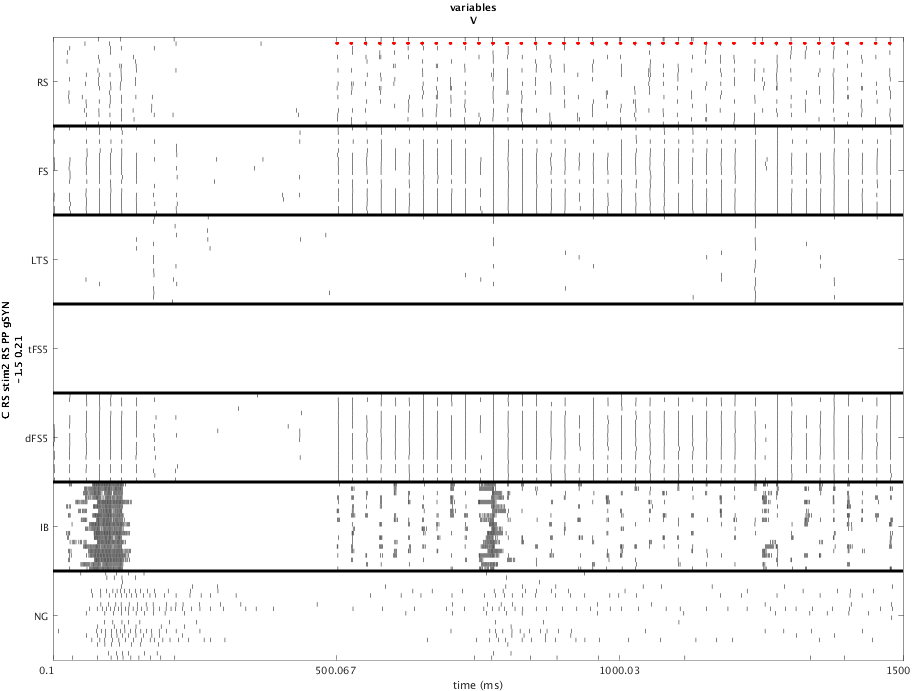 variables
V
RS
FS
LTS
tFS5
dFS5
IB
NG
C RS stim2 RS PP gSYN
-1.5 0.21
0.1
500.067
1000.03
1500
time (ms)